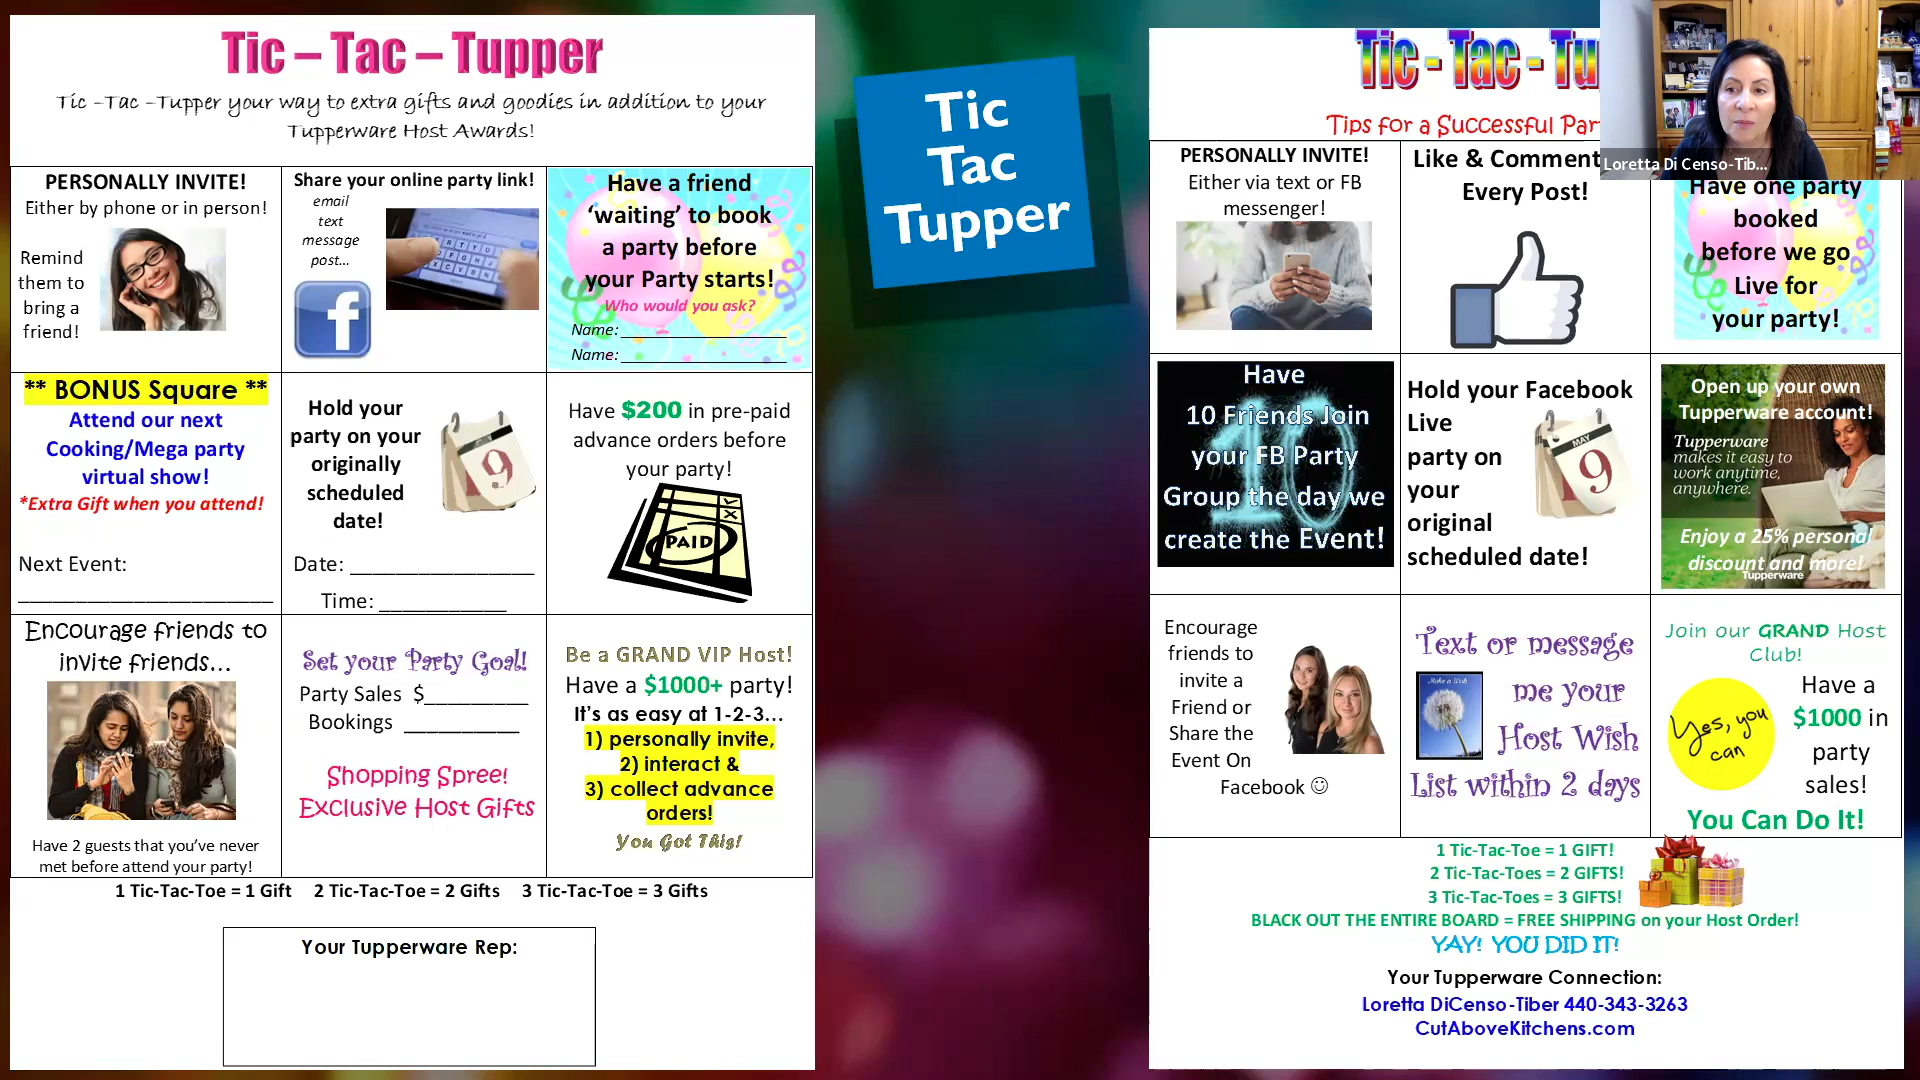 Tic – Tac – Tupper
Tic –Tac –Tupper your way to extra gifts and goodies in addition to your
Tupperware Host Awards!
PERSONALLY INVITE!
Either by phone or in person!
Remind
them to
bring a
friend!
Share your online party link!
email
text
message
post...
f
Have a friend
‘waiting’ to book
a party before
your Party starts!
Who would you ask?
Name: ___________________
Name: ___________________
** BONUS Square **
Attend our next
Cooking/Mega party
virtual show!
*Extra Gift when you attend!
Next Event:
Hold your
party on your
originally
scheduled
date!
9
Date: ________________
Time: ___________
Have $200 in pre-paid
advance orders before
your party!
PAID
Encourage friends to
invite friends...
Have 2 guests that you’ve never
met before attend your party!
Set your Party Goal!
Party Sales $_________
Bookings __________
Shopping Spree!
Exclusive Host Gifts
Be a GRAND VIP Host!
Have a $1000+ party!
It’s as easy at 1-2-3...
1) personally invite,
2) interact &
3) collect advance
orders!
You Got This!
1 Tic-Tac-Toe = 1 Gift 2 Tic-Tac-Toe = 2 Gifts 3 Tic-Tac-Toe = 3 Gifts
Your Tupperware Rep:
Tic
Tac
Tupper
Tic - Tac - Tu
Tips for a Successful Par
Loretta Di Censo-Tib...
PERSONALLY INVITE!
Either via text or FB
messenger!
Like & Comment
Every Post!
Have one party
booked
before we go
Live for
your party!
Have
10 Friends Join
your FB Party
Group the day we
create the Event!
10
Hold your Facebook
Live
party on
your
original
scheduled date!
MAY
9
Open up your own
Tupperware account!
Tupperware
makes it easy to
work anytime,
anywhere.
Enjoy a 25% personal
discount and more!
Tupperware
Encourage
friends to
invite a
Friend or
Share the
Event On
Facebook ☺
Text or message
me your
Host Wish
List within 2 days
Make a Wish
Join our GRAND Host
Club!
Yes, you
can
Have a
$1000 in
party
sales!
You Can Do It!
1 Tic-Tac-Toe = 1 GIFT!
2 Tic-Tac-Toes = 2 GIFTS!
3 Tic-Tac-Toes = 3 GIFTS!
BLACK OUT THE ENTIRE BOARD = FREE SHIPPING on your Host Order!
YAY! YOU DID IT!
Your Tupperware Connection:
Loretta DiCenso-Tiber 440-343-3263
CutAboveKitchens.com